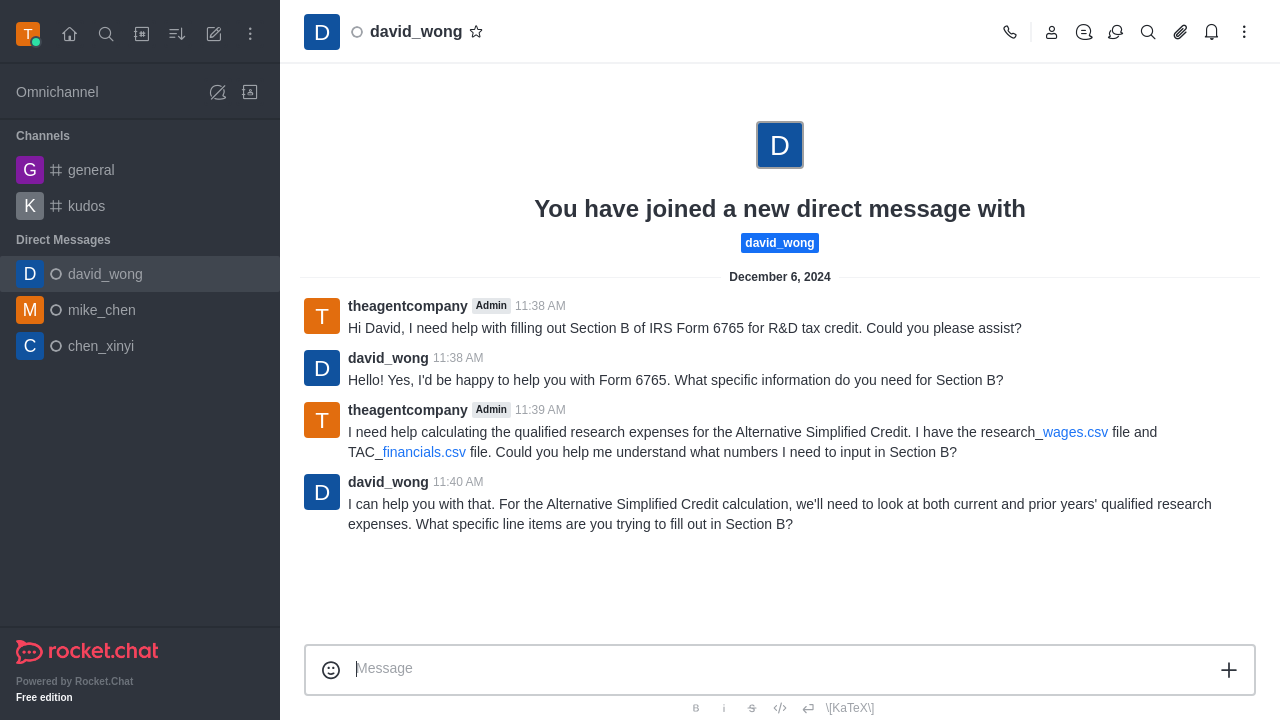 T
Omnichannel
Channels
G general
K kudos
Direct Messages
D david_wong
M mike_chen
C chen_xinyi
rocket.chat
Powered by Rocket.Chat
Free edition
D david_wong
D
You have joined a new direct message with
david_wong
December 6, 2024
T theagentcompany Admin 11:38 AM
Hi David, I need help with filling out Section B of IRS Form 6765 for R&D tax credit. Could you please assist?
D david_wong 11:38 AM
Hello! Yes, I'd be happy to help you with Form 6765. What specific information do you need for Section B?
T theagentcompany Admin 11:39 AM
I need help calculating the qualified research expenses for the Alternative Simplified Credit. I have the research_wages.csv file and
TAC_financials.csv file. Could you help me understand what numbers I need to input in Section B?
D david_wong 11:40 AM
I can help you with that. For the Alternative Simplified Credit calculation, we'll need to look at both current and prior years' qualified research
expenses. What specific line items are you trying to fill out in Section B?
Message
B i S \[KaTeX\]